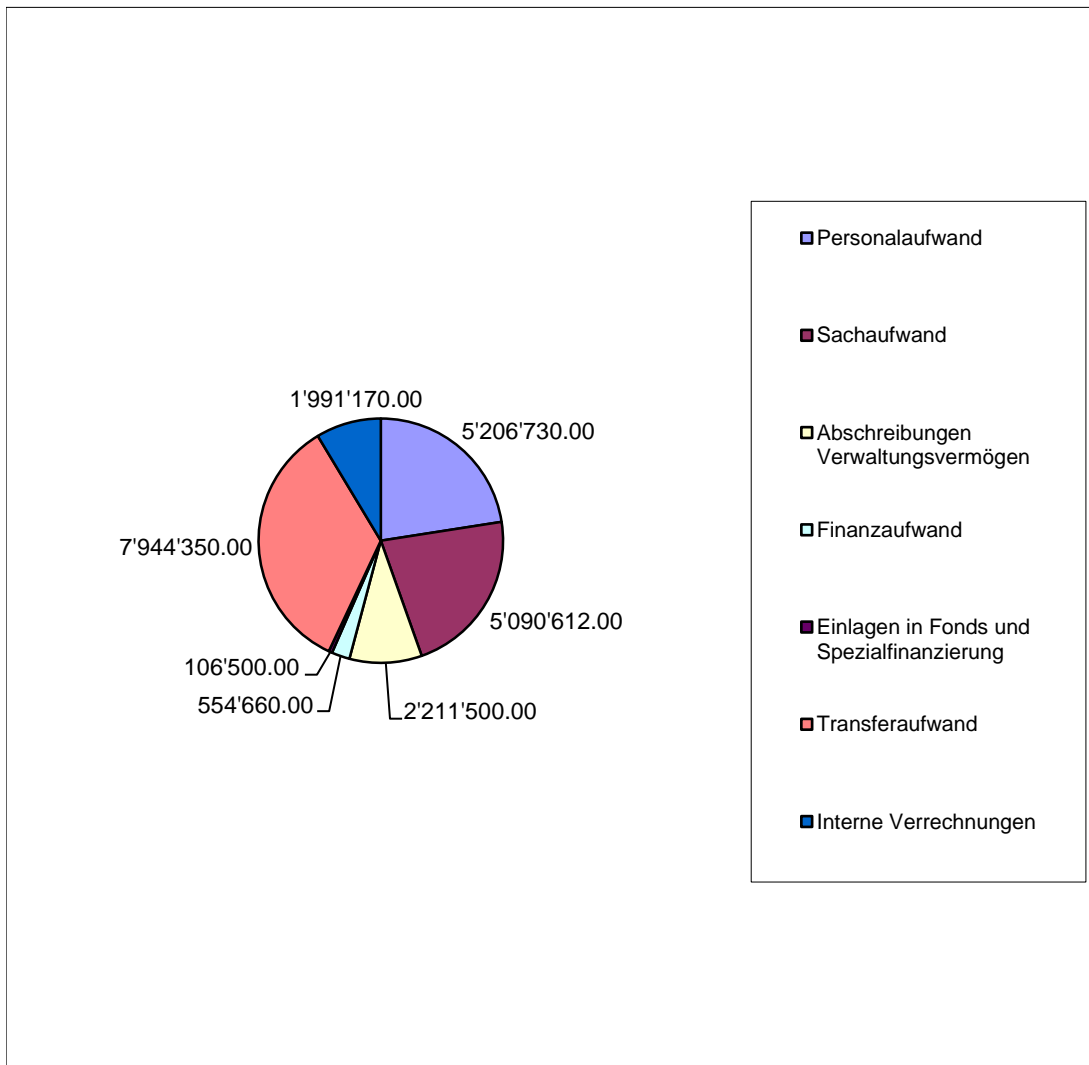 1'991'170.00
5'206'730.00
7'944'350.00
5'090'612.00
106'500.00
554'660.00
2'211'500.00
Personalaufwand
Sachaufwand
Abschreibungen
Verwaltungsvermögen
Finanzaufwand
Einlagen in Fonds und
Spezialfinanzierung
Transferaufwand
Interne Verrechnungen